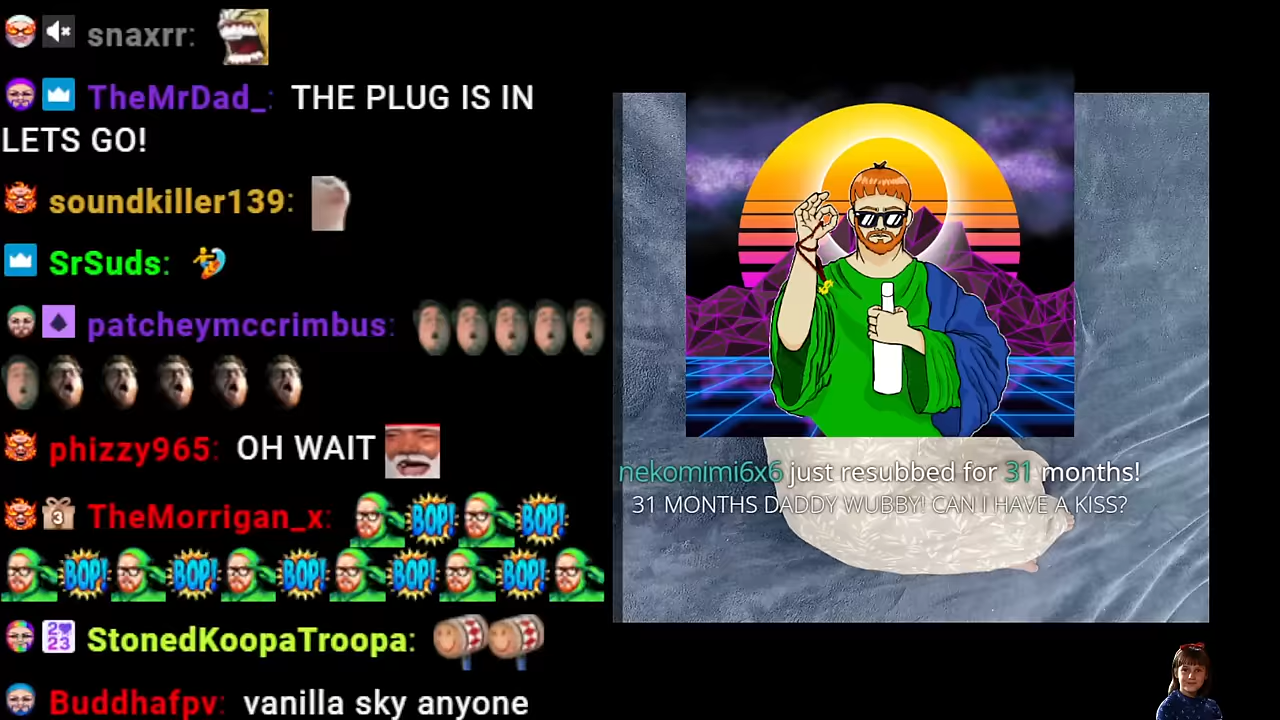 snaxrr:
TheMrDad_: THE PLUG IS IN
LETS GO!
soundkiller139:
SrSuds:
patcheymccrimbus:
phizzy965: OH WAIT
3
TheMorrigan_x: BOP! BOP!
BOP! BOP! BOP! BOP! BOP!
2023
StonedKoopaTroopa:
Buddhafpv: vanilla sky anyone
nekomimi6x6 just resubbed for 31 months!
31 MONTHS DADDY WUBBY! CAN I HAVE A KISS?